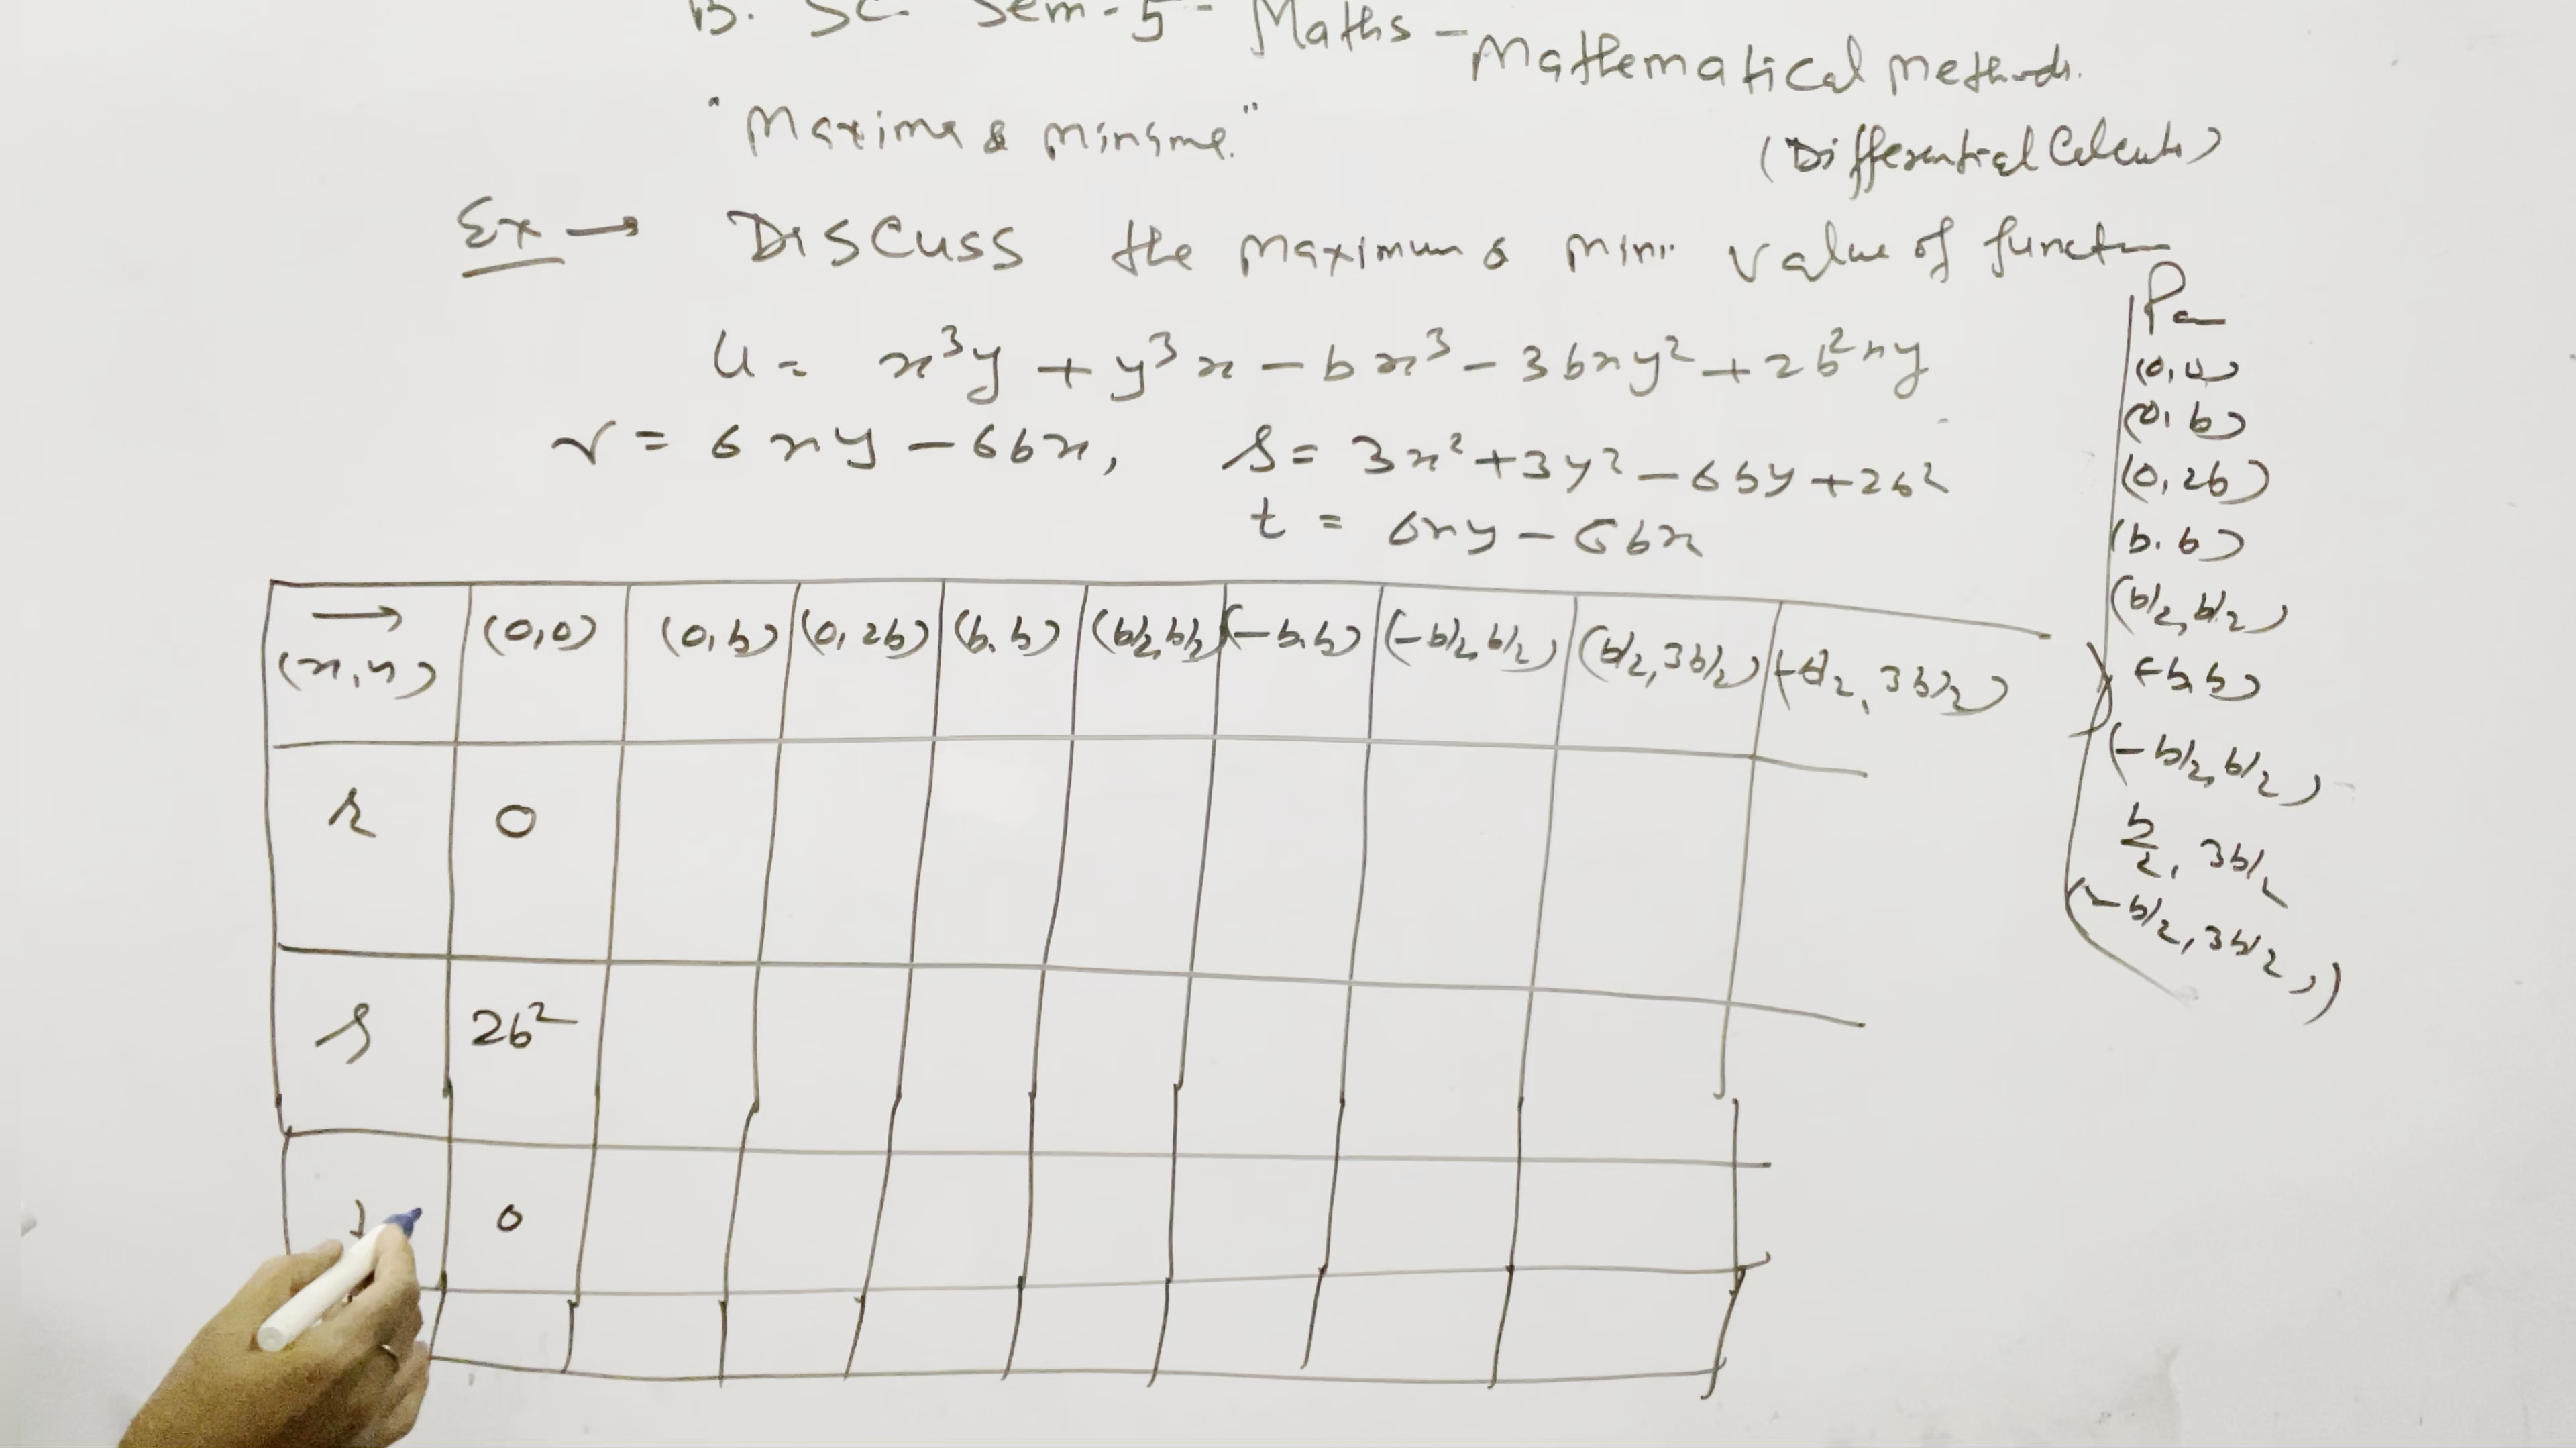 B. SC Sem-5 - Maths - Mathematical Methods.
"Maxima & Minima."
(Differential Calculus)
Ex → Discuss the Maximum & Mini. Value of function
u = x³y + y³x - bx³ - 3bxy² + 2b²xy
r = 6xy - 6bx, s = 3x² + 3y² - 6by + 2b²
t = 6xy - 6bx
→
(x,y) (0,0) (0,b) (0,2b) (b.b) (b/2,b/2) (-b,b) (-b/2,b/2) (b/2,3b/2) (-b/2,3b/2)
r 0
s 2b²
0
(0,0)
(0,b)
(0,2b)
(b.b)
(b/2,b/2)
(-b,b)
(-b/2,b/2)
b/2, 3b/2
(-b/2,3b/2,)